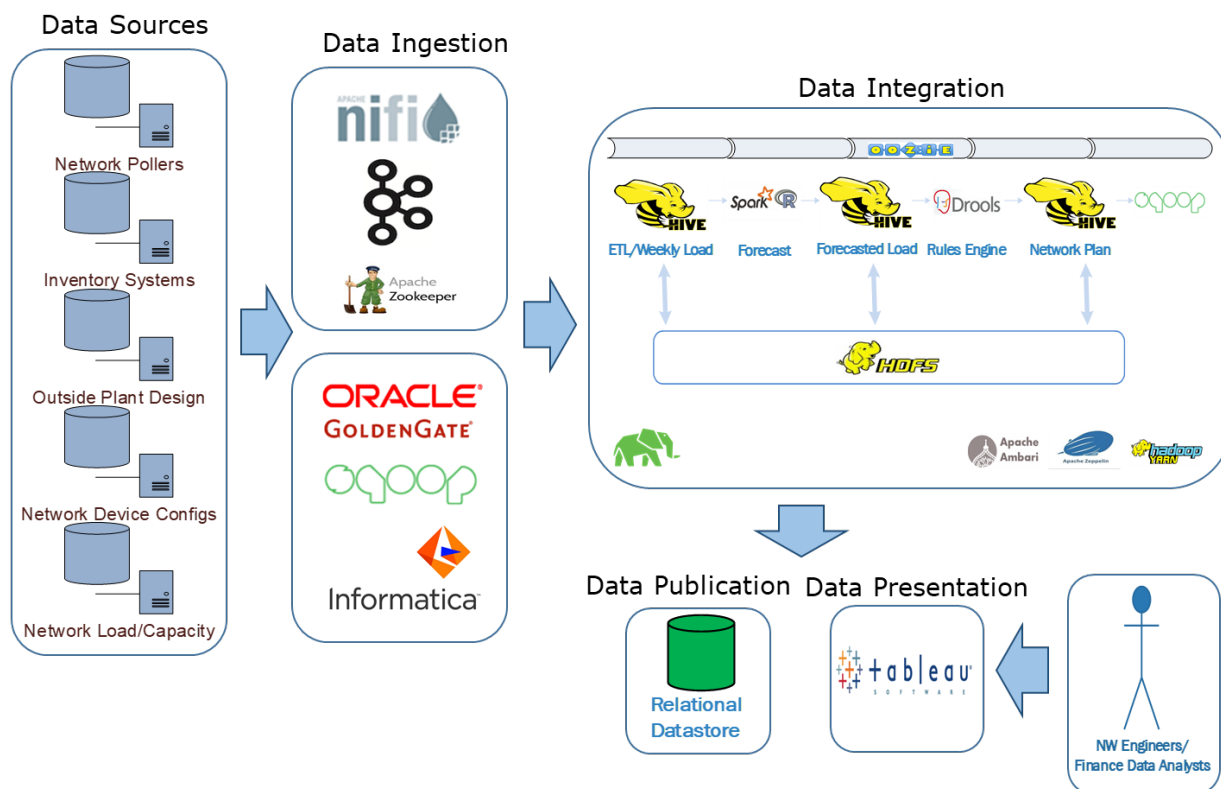 Data Sources
Network Pollers
Inventory Systems
Outside Plant Design
Network Device Configs
Network Load/Capacity
Data Ingestion
APACHE
nifi
Apache
Zookeeper
ORACLE®
GOLDENGATE®
sqoop
Informatica™
Data Integration
OOZIE
HIVE
Spark R
HIVE
Drools
HIVE
sqoop
ETL/Weekly Load
Forecast
Forecasted Load
Rules Engine
Network Plan
HDFS
Apache
Ambari
Apache Zeppelin
hadoop
YARN
Data Publication
Relational
Datastore
Data Presentation
tableau®
SOFTWARE
NW Engineers/
Finance Data Analysts